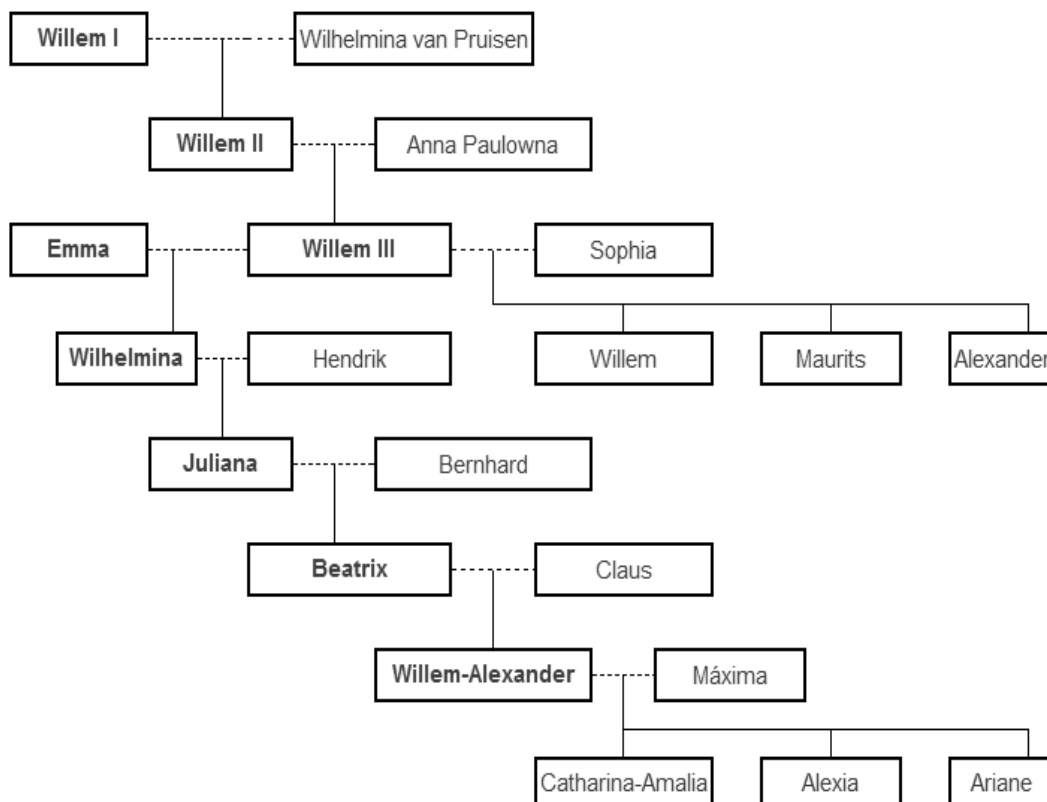 Willem I
Wilhelmina van Pruisen
Willem II
Anna Paulowna
Emma
Willem III
Sophia
Wilhelmina
Hendrik
Willem
Maurits
Alexander
Juliana
Bernhard
Beatrix
Claus
Willem-Alexander
Máxima
Catharina-Amalia
Alexia
Ariane